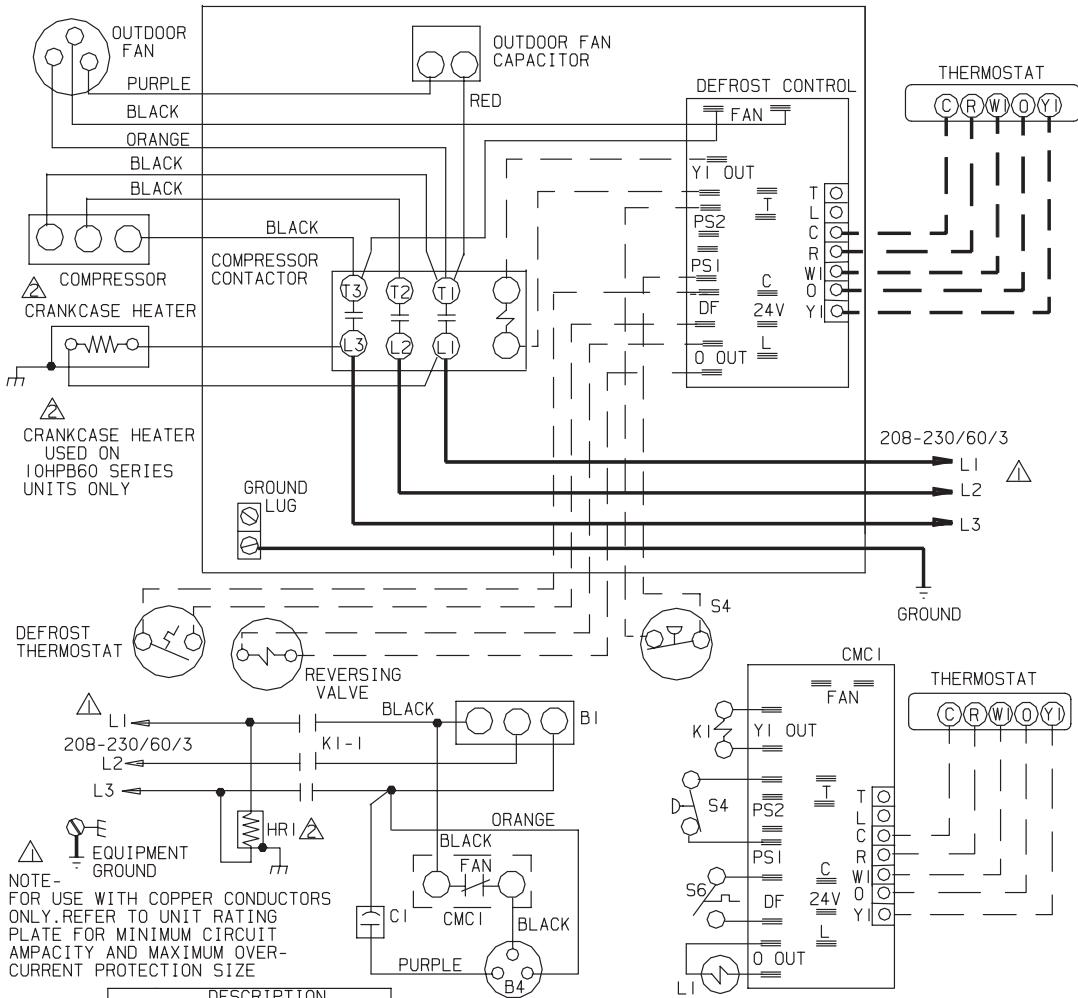 OUTDOOR
FAN
OUTDOOR FAN
CAPACITOR
PURPLE
RED
BLACK
ORANGE
BLACK
BLACK
BLACK
DEFROST CONTROL
FAN
Y1 OUT
T
PS2
PS1
C
DF
24V
L
O OUT
T
L
C
R
W1
O
Y1
THERMOSTAT
C R W1 O Y1
COMPRESSOR
COMPRESSOR
CONTACTOR
T3 T2 T1
L3 L2 L1
2
CRANKCASE HEATER
2
CRANKCASE HEATER
USED ON
10HPB60 SERIES
UNITS ONLY
208-230/60/3
L1
1
L2
L3
GROUND
LUG
GROUND
DEFROST
THERMOSTAT
REVERSING
VALVE
S4
1
L1
208-230/60/3
L2
L3
K1-1
BLACK
B1
HR1 2
EQUIPMENT
GROUND
ORANGE
BLACK
FAN
CMC1
C1
BLACK
PURPLE
B4
1
NOTE-
FOR USE WITH COPPER CONDUCTORS
ONLY.REFER TO UNIT RATING
PLATE FOR MINIMUM CIRCUIT
AMPACITY AND MAXIMUM OVER-
CURRENT PROTECTION SIZE
DESCRIPTION
CMC1
FAN
K1
Y1 OUT
S4
T
PS2
PS1
S6
C
DF
24V
L
O OUT
L1
T
L
C
R
W1
O
Y1
THERMOSTAT
C R W1 O Y1